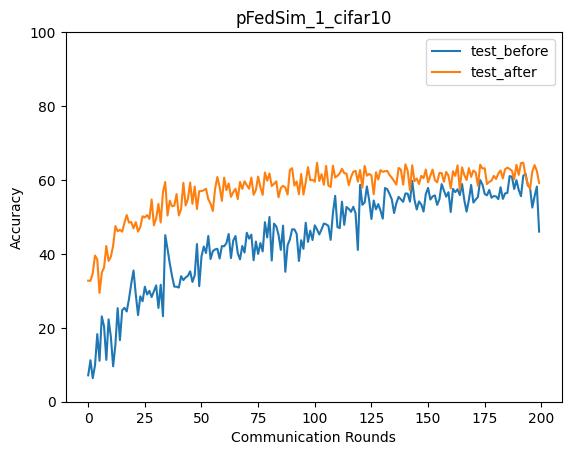 pFedSim_1_cifar10
test_before
test_after
Accuracy
100
80
60
40
20
0
0 25 50 75 100 125 150 175 200
Communication Rounds